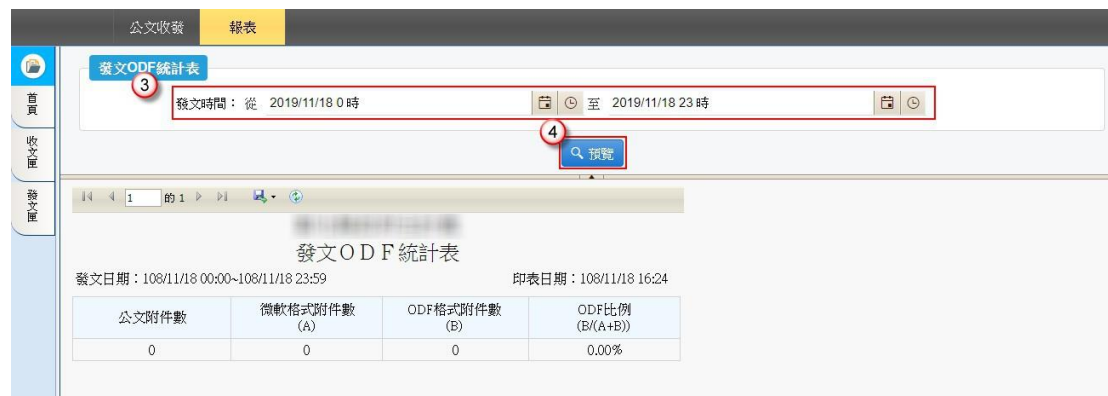 公文收發 報表
發文ODF統計表
3
首頁
發文時間： 從 2019/11/18 0 時 至 2019/11/18 23 時
4
預覽
收文匣
發文匣
1 的 1
發文ＯＤＦ統計表
發文日期：108/11/18 00:00~108/11/18 23:59 印表日期：108/11/18 16:24
公文附件數 微軟格式附件數 (A) ODF格式附件數 (B) ODF比例 (B/(A+B))
0 0 0 0.00%